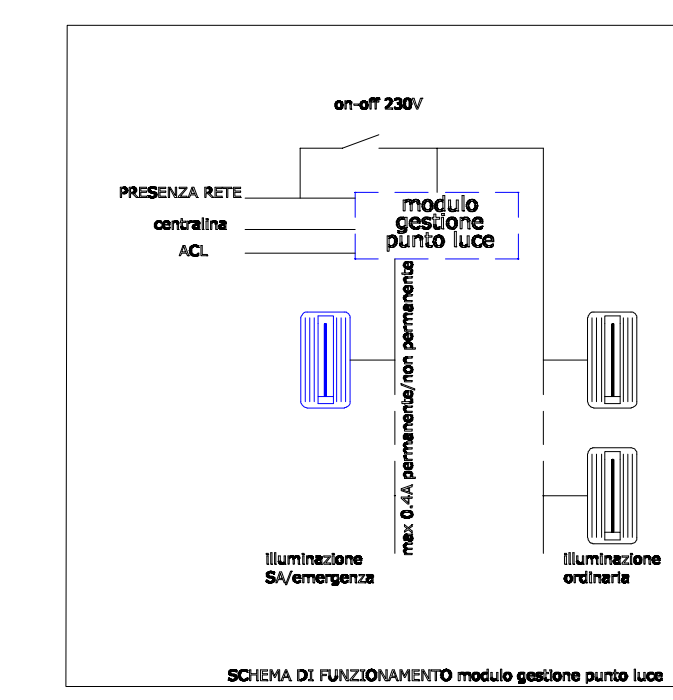 on-off 230V
PRESENZA RETE
centralina
ACL
modulo
gestione
punto luce
max 0.4A permanente/non permanente
illuminazione
SA/emergenza
illuminazione
ordinaria
SCHEMA DI FUNZIONAMENTO modulo gestione punto luce